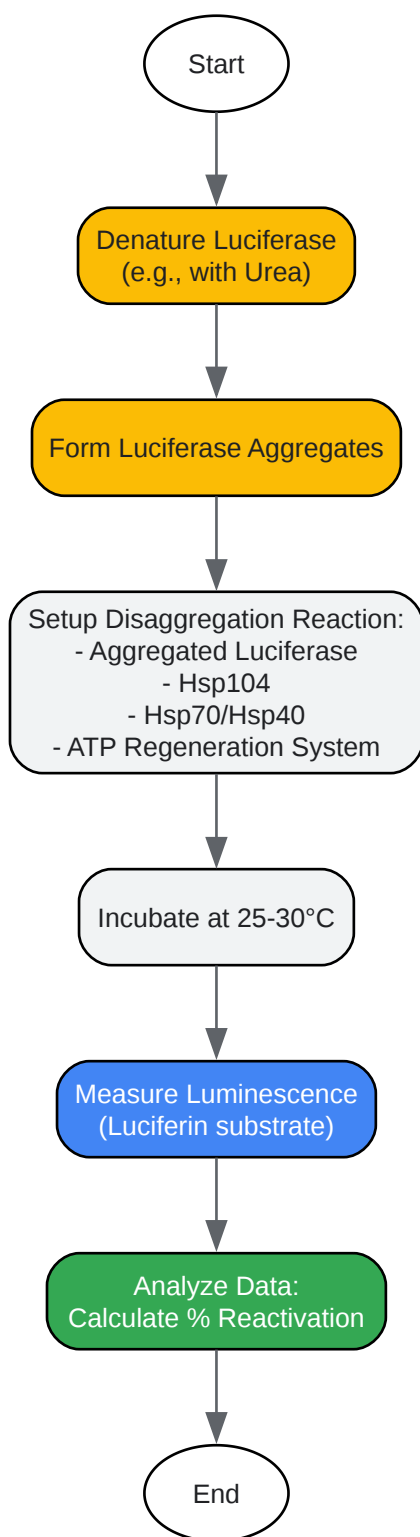 Start
Denature Luciferase
(e.g., with Urea)
Form Luciferase Aggregates
Setup Disaggregation Reaction:
- Aggregated Luciferase
- Hsp104
- Hsp70/Hsp40
- ATP Regeneration System
Incubate at 25-30°C
Measure Luminescence
(Luciferin substrate)
Analyze Data:
Calculate % Reactivation
End